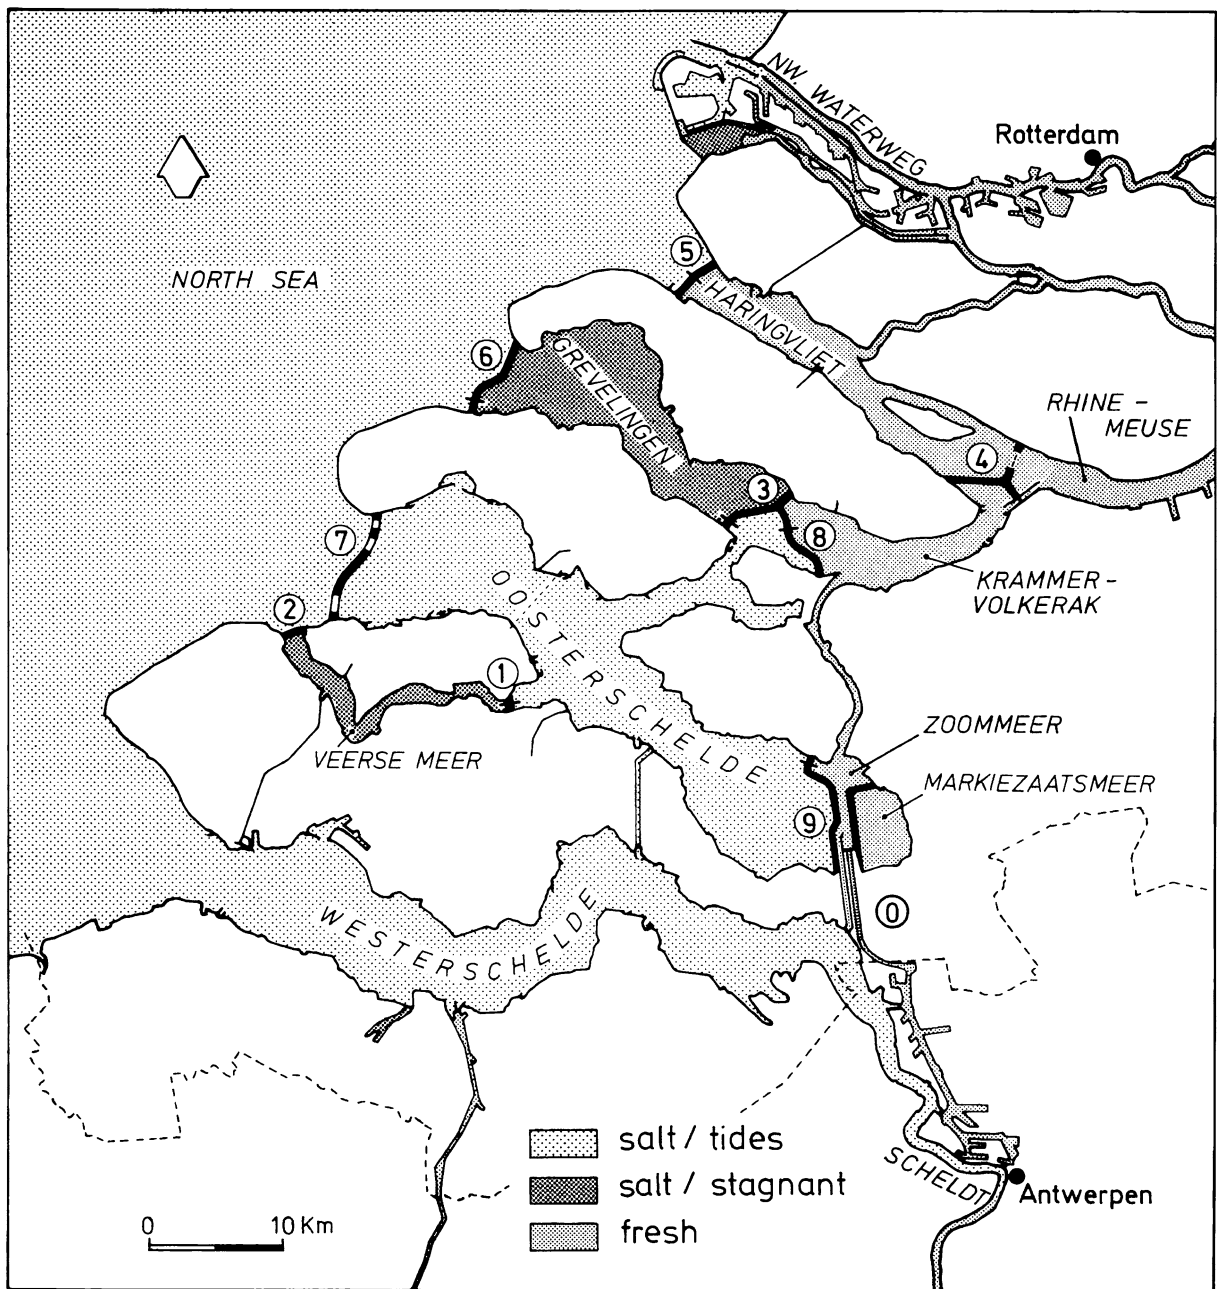 NW. WATERWEG
Rotterdam
NORTH SEA
5
HARINGVLIET
6
GREVELINGEN
RHINE -
MEUSE
4
3
7
8
OOSTERSCHELDE
KRAMMER-
VOLKERAK
2
1
ZOOMMEER
VEERSE MEER
MARKIEZAATSMEER
9
WESTERSCHELDE
0
salt / tides
SCHELDT
salt / stagnant
Antwerpen
0 10 Km
fresh